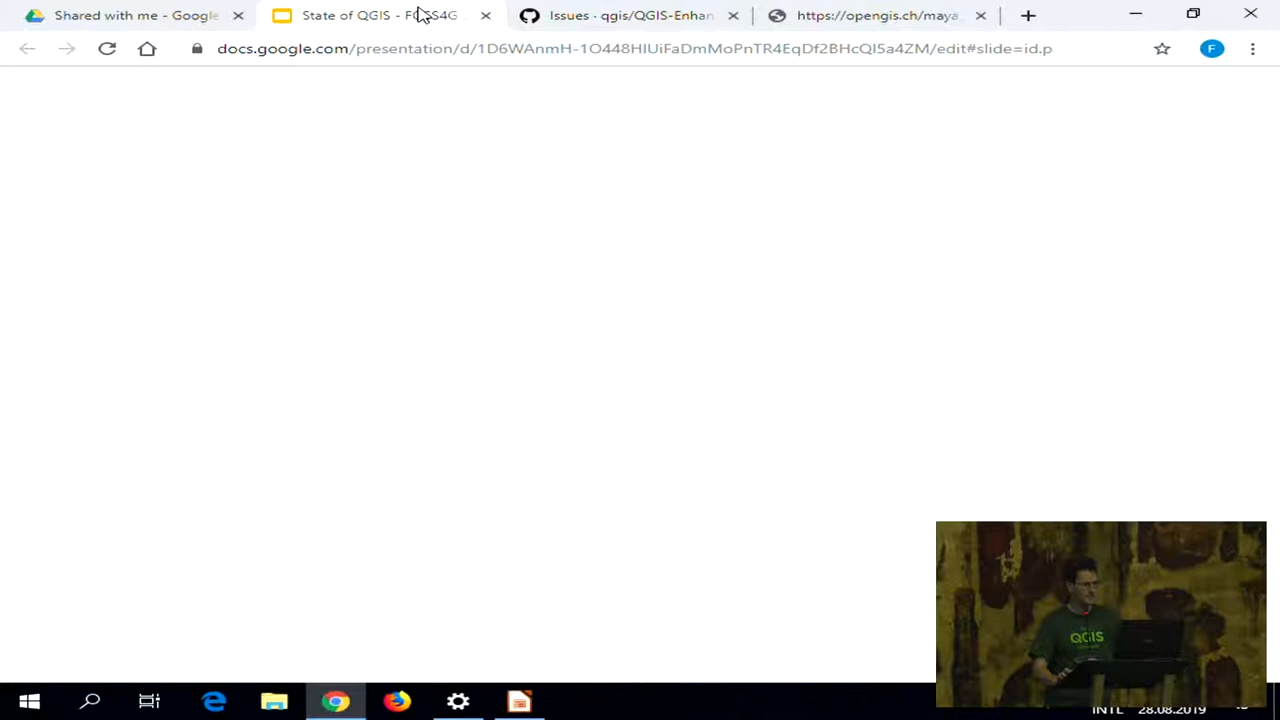 Shared with me - Google
State of QGIS - FOSS4G
Issues · qgis/QGIS-Enhan
https://opengis.ch/maya
docs.google.com/presentation/d/1D6WAnmH-1O448HIUiFaDmMoPnTR4EqDf2BHcQI5a4ZM/edit#slide=id.p
F
QGIS
INTL 28.08.2019